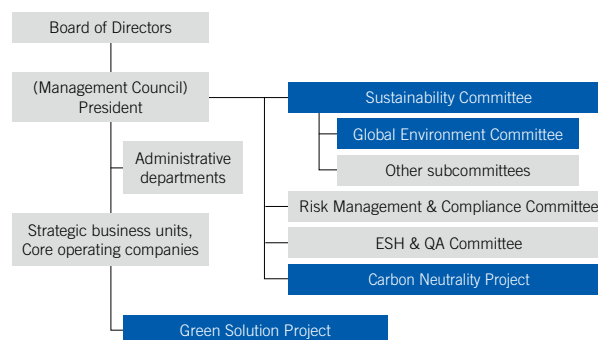 Board of Directors
(Management Council)
President
Sustainability Committee
Global Environment Committee
Administrative
departments
Other subcommittees
Risk Management & Compliance Committee
Strategic business units,
Core operating companies
ESH & QA Committee
Carbon Neutrality Project
Green Solution Project